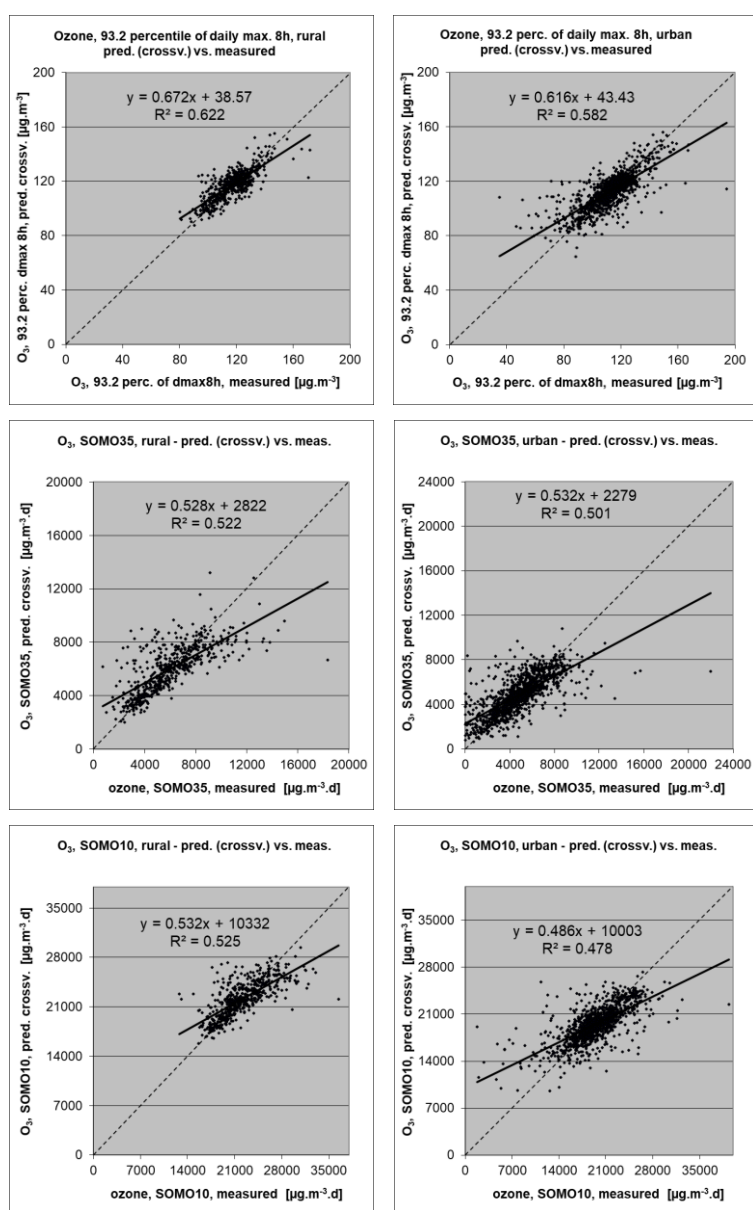 Ozone, 93.2 percentile of daily max. 8h, rural
pred. (crossv.) vs. measured
y = 0.672x + 38.57
R² = 0.622
200
160
120
80
40
0
0 40 80 120 160 200
O₃, 93.2 perc. dmax 8h, pred. crossv. [µg.m⁻³]
O₃, 93.2 perc. of dmax8h, measured [µg.m⁻³]
Ozone, 93.2 perc. of daily max. 8h, urban
pred. (crossv.) vs. measured
y = 0.616x + 43.43
R² = 0.582
200
160
120
80
40
0
0 40 80 120 160 200
O₃, 93.2 perc. dmax 8h, pred. crossv. [µg.m⁻³]
O₃, 93.2 perc. of dmax8h, measured [µg.m⁻³]
O₃, SOMO35, rural - pred. (crossv.) vs. meas.
y = 0.528x + 2822
R² = 0.522
20000
16000
12000
8000
4000
0
0 4000 8000 12000 16000 20000
O₃, SOMO35, pred. crossv. [µg.m⁻³.d]
ozone, SOMO35, measured [µg.m⁻³.d]
O₃, SOMO35, urban - pred. (crossv.) vs. meas.
y = 0.532x + 2279
R² = 0.501
24000
20000
16000
12000
8000
4000
0
0 4000 8000 12000 16000 20000 24000
O₃, SOMO35, pred. crossv. [µg.m⁻³.d]
ozone, SOMO35, measured [µg.m⁻³.d]
O₃, SOMO10, rural - pred. (crossv.) vs. meas.
y = 0.532x + 10332
R² = 0.525
35000
28000
21000
14000
7000
0
0 7000 14000 21000 28000 35000
O₃, SOMO10, pred. crossv. [µg.m⁻³.d]
ozone, SOMO10, measured [µg.m⁻³.d]
O₃, SOMO10, urban - pred. (crossv.) vs. meas.
y = 0.486x + 10003
R² = 0.478
35000
28000
21000
14000
7000
0
0 7000 14000 21000 28000 35000
O₃, SOMO10, pred. crossv. [µg.m⁻³.d]
ozone, SOMO10, measured [µg.m⁻³.d]